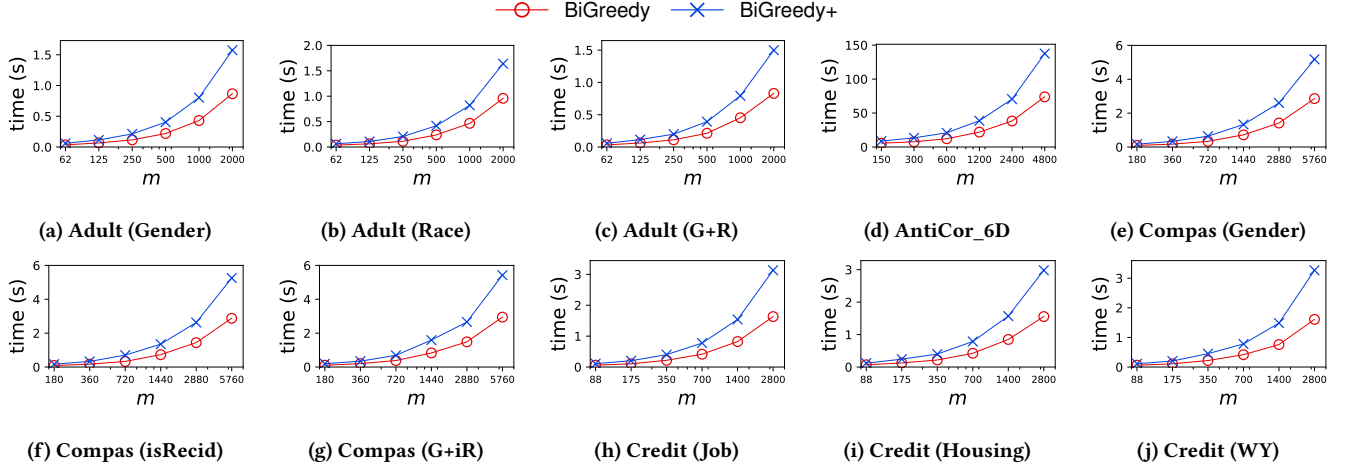 BiGreedy BiGreedy+
time (s) 0.0 0.5 1.0 1.5
62 125 250 500 1000 2000
m
(a) Adult (Gender)
time (s) 0.0 0.5 1.0 1.5 2.0
62 125 250 500 1000 2000
m
(b) Adult (Race)
time (s) 0.0 0.5 1.0 1.5
62 125 250 500 1000 2000
m
(c) Adult (G+R)
time (s) 0 50 100 150
150 300 600 1200 2400 4800
m
(d) AntiCor_6D
time (s) 0 2 4 6
180 360 720 1440 2880 5760
m
(e) Compas (Gender)
time (s) 0 2 4 6
180 360 720 1440 2880 5760
m
(f) Compas (isRecid)
time (s) 0 2 4 6
180 360 720 1440 2880 5760
m
(g) Compas (G+iR)
time (s) 0 1 2 3
88 175 350 700 1400 2800
m
(h) Credit (Job)
time (s) 0 1 2 3
88 175 350 700 1400 2800
m
(i) Credit (Housing)
time (s) 0 1 2 3
88 175 350 700 1400 2800
m
(j) Credit (WY)